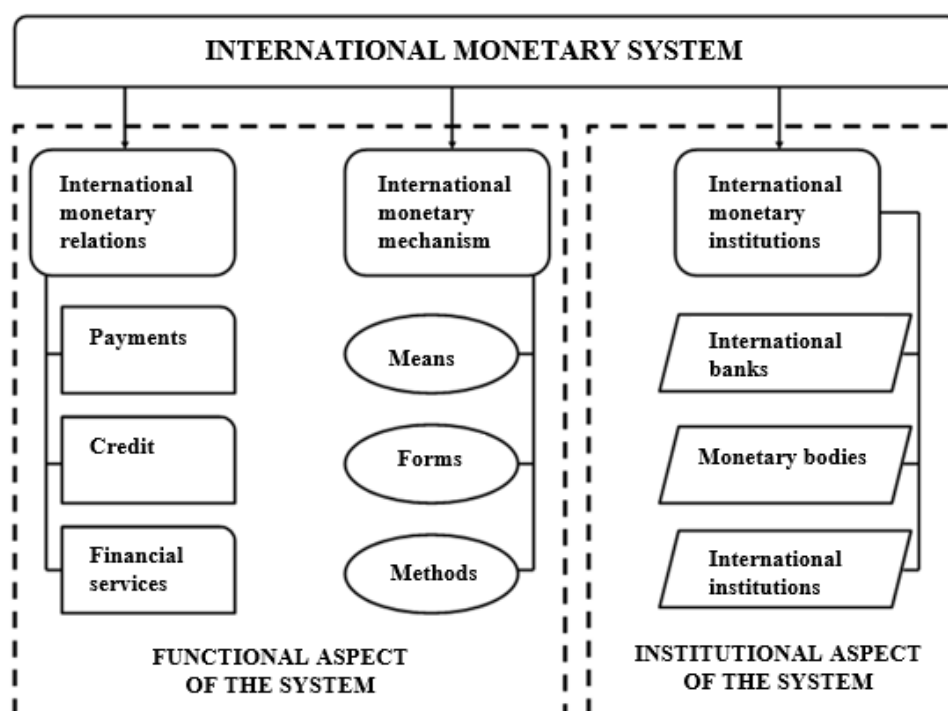 INTERNATIONAL MONETARY SYSTEM
International
monetary
relations
Payments
Credit
Financial
services
International
monetary
mechanism
Means
Forms
Methods
FUNCTIONAL ASPECT
OF THE SYSTEM
International
monetary
institutions
International
banks
Monetary bodies
International
institutions
INSTITUTIONAL ASPECT
OF THE SYSTEM